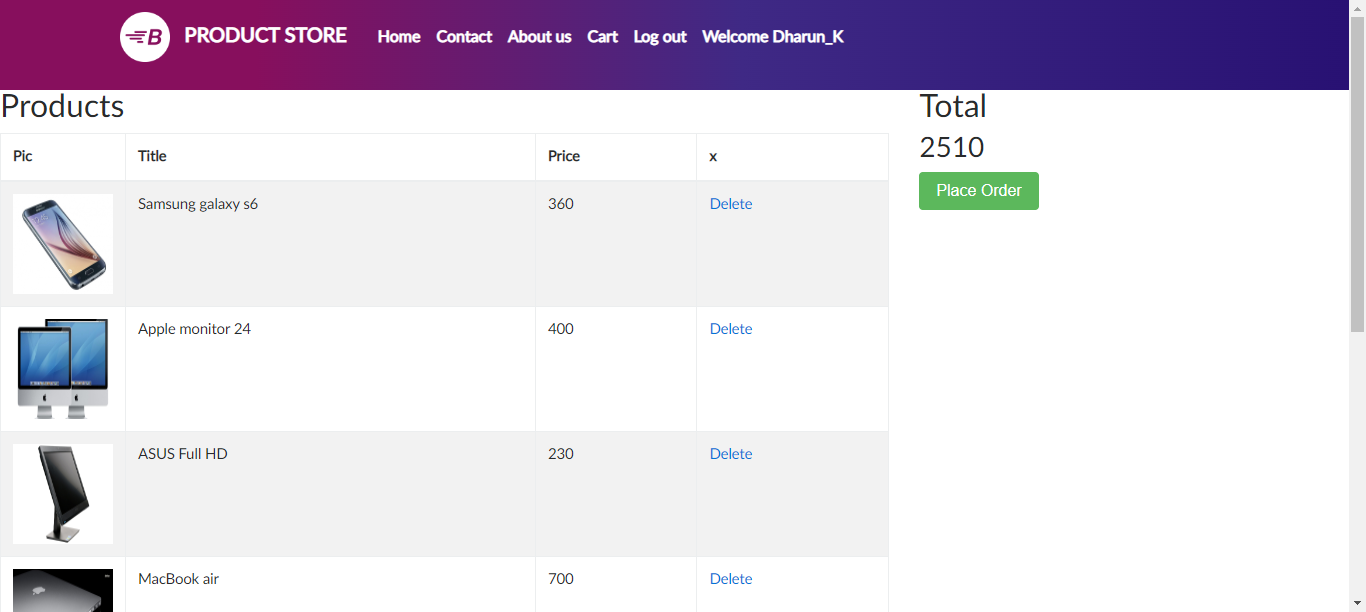 B PRODUCT STORE Home Contact About us Cart Log out Welcome Dharun_K
Products
Total
2510
Place Order
Pic Title Price x
Samsung galaxy s6 360 Delete
Apple monitor 24 400 Delete
ASUS Full HD 230 Delete
MacBook air 700 Delete